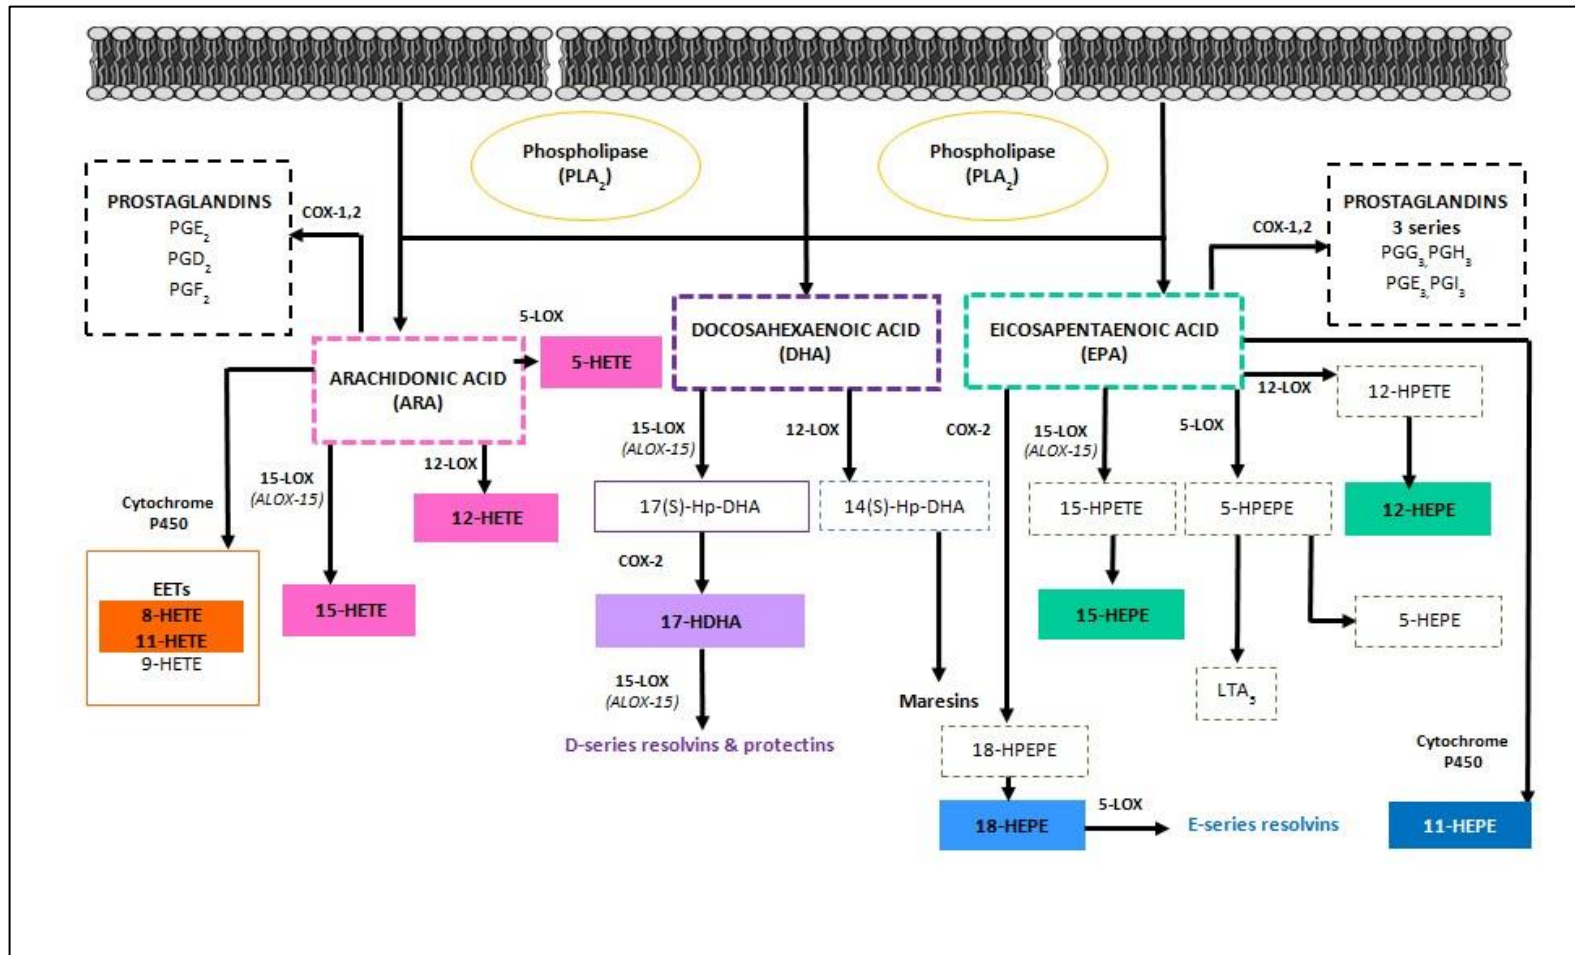 Phospholipase
(PLA₂)
Phospholipase
(PLA₂)
PROSTAGLANDINS
PGE₂
PGD₂
PGF₂
COX-1,2
COX-1,2
PROSTAGLANDINS
3 series
PGG₃,PGH₃
PGE₃,PGI₃
5-LOX
5-HETE
ARACHIDONIC ACID
(ARA)
DOCOSAHEXAENOIC ACID
(DHA)
EICOSAPENTAENOIC ACID
(EPA)
12-LOX
12-HPETE
12-HEPE
Cytochrome
P450
15-LOX
(ALOX-15)
12-LOX
12-HETE
15-HETE
EETs
8-HETE
11-HETE
9-HETE
15-LOX
(ALOX-15)
12-LOX
17(S)-Hp-DHA
14(S)-Hp-DHA
COX-2
17-HDHA
15-LOX
(ALOX-15)
D-series resolvins & protectins
Maresins
COX-2
15-LOX
(ALOX-15)
5-LOX
15-HPETE
5-HPEPE
15-HEPE
5-HEPE
LTA₅
18-HPEPE
18-HEPE
5-LOX
E-series resolvins
Cytochrome
P450
11-HEPE